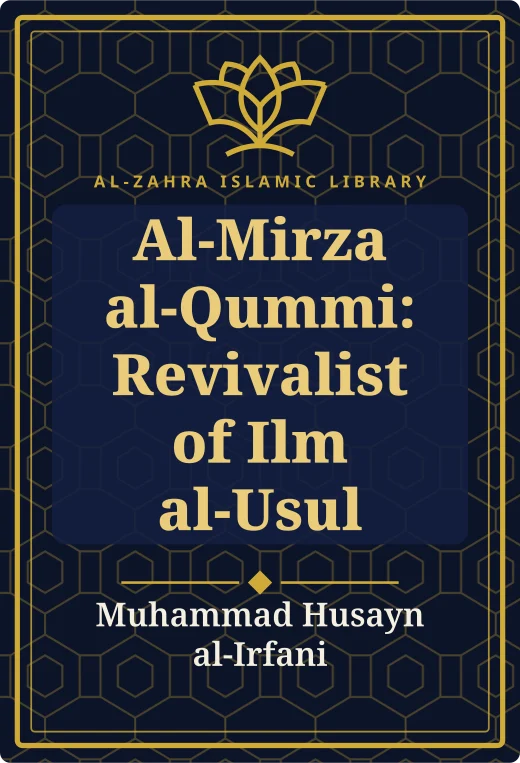 AL-ZAHRA ISLAMIC LIBRARY
Al-Mirza
al-Qummi:
Revivalist
of Ilm
al-Usul
Muhammad Husayn
al-Irfani